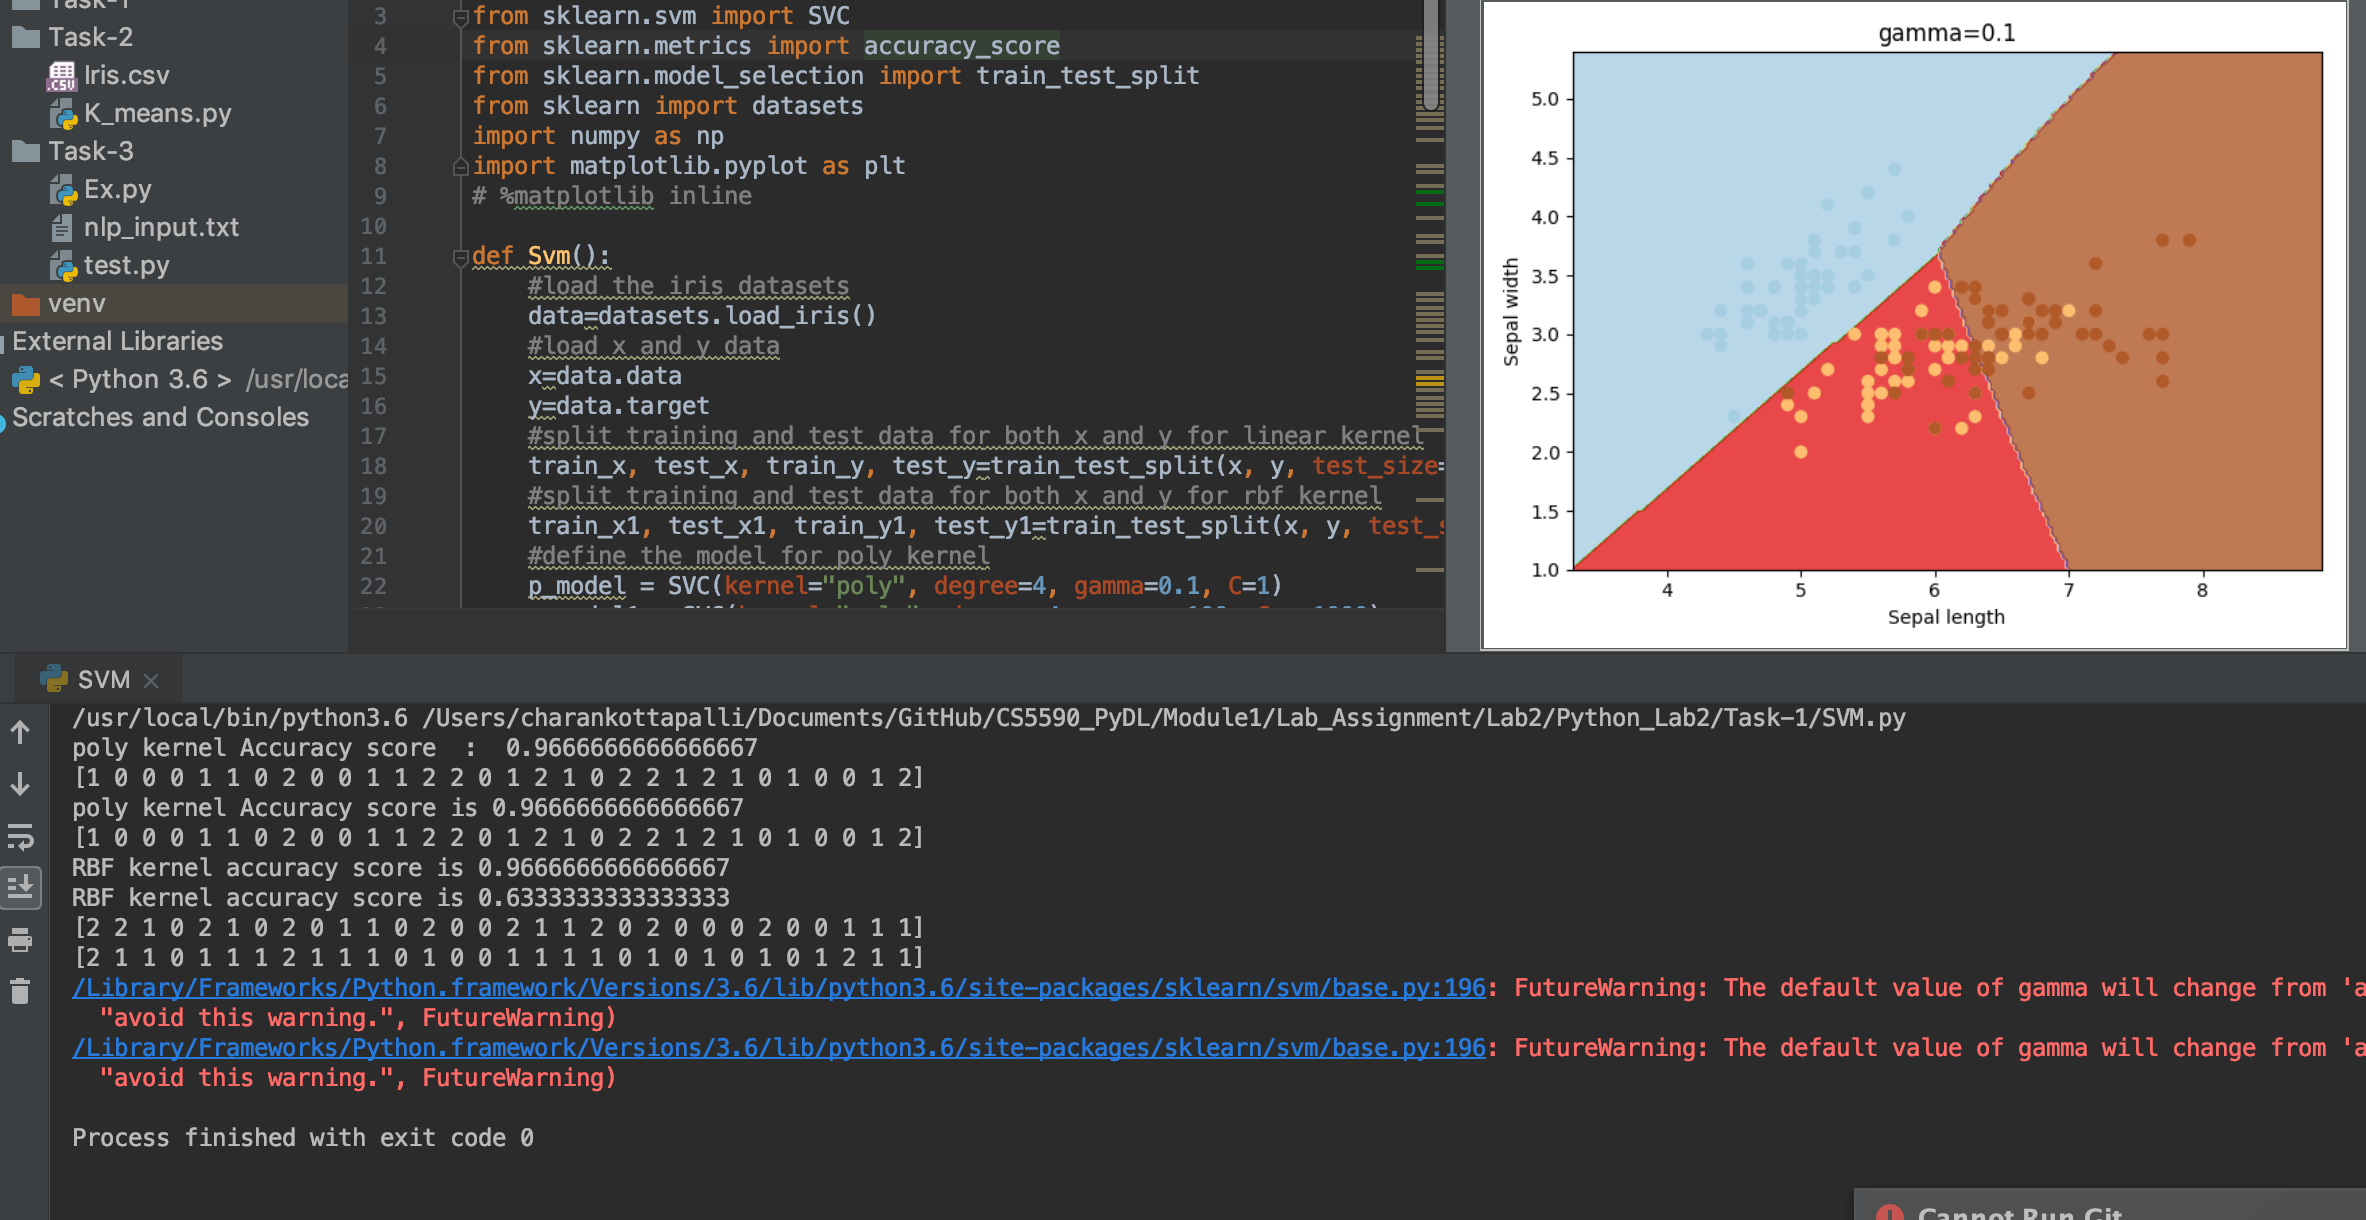 Task-1
Task-2
Iris.csv
K_means.py
Task-3
Ex.py
nlp_input.txt
test.py
venv
External Libraries
< Python 3.6 > /usr/loca
Scratches and Consoles
3 from sklearn.svm import SVC
4 from sklearn.metrics import accuracy_score
5 from sklearn.model_selection import train_test_split
6 from sklearn import datasets
7 import numpy as np
8 import matplotlib.pyplot as plt
9 # %matplotlib inline
10
11 def Svm():
12 #load the iris datasets
13 data=datasets.load_iris()
14 #load x and y data
15 x=data.data
16 y=data.target
17 #split training and test data for both x and y for linear kernel
18 train_x, test_x, train_y, test_y=train_test_split(x, y, test_size=
19 #split training and test data for both x and y for rbf kernel
20 train_x1, test_x1, train_y1, test_y1=train_test_split(x, y, test_s
21 #define the model for poly kernel
22 p_model = SVC(kernel="poly", degree=4, gamma=0.1, C=1)
gamma=0.1
Sepal width
5.0
4.5
4.0
3.5
3.0
2.5
2.0
1.5
1.0
4 5 6 7 8
Sepal length
SVM
/usr/local/bin/python3.6 /Users/charankottapalli/Documents/GitHub/CS5590_PyDL/Module1/Lab_Assignment/Lab2/Python_Lab2/Task-1/SVM.py
poly kernel Accuracy score  :  0.9666666666666667
[1 0 0 0 1 1 0 2 0 0 1 1 2 2 0 1 2 1 0 2 2 1 2 1 0 1 0 0 1 2]
poly kernel Accuracy score is 0.9666666666666667
[1 0 0 0 1 1 0 2 0 0 1 1 2 2 0 1 2 1 0 2 2 1 2 1 0 1 0 0 1 2]
RBF kernel accuracy score is 0.9666666666666667
RBF kernel accuracy score is 0.6333333333333333
[2 2 1 0 2 1 0 2 0 1 1 0 2 0 0 2 1 1 2 0 2 0 0 0 2 0 0 1 1 1]
[2 1 1 0 1 1 1 2 1 1 1 0 1 0 0 1 1 1 1 0 1 0 1 0 1 0 1 2 1 1]
/Library/Frameworks/Python.framework/Versions/3.6/lib/python3.6/site-packages/sklearn/svm/base.py:196: FutureWarning: The default value of gamma will change from 'a
"avoid this warning.", FutureWarning)
/Library/Frameworks/Python.framework/Versions/3.6/lib/python3.6/site-packages/sklearn/svm/base.py:196: FutureWarning: The default value of gamma will change from 'a
"avoid this warning.", FutureWarning)
Process finished with exit code 0
Cannot Run Git